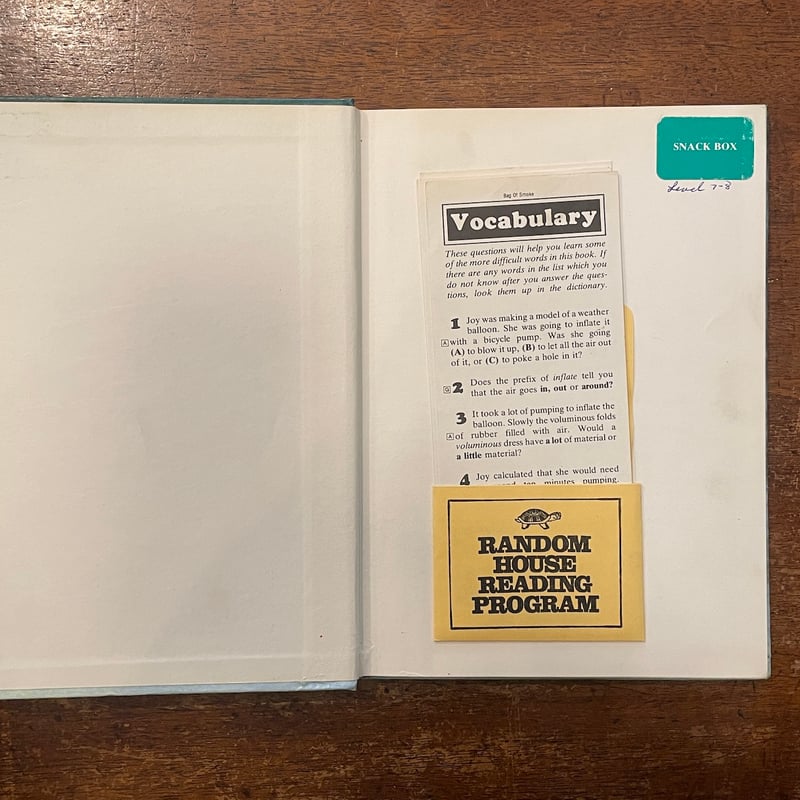 SNACK BOX
Level 7-8
Bag Of Smoke
Vocabulary
These questions will help you learn some
of the more difficult words in this book. If
there are any words in the list which you
do not know after you answer the ques-
tions, look them up in the dictionary.
1 Joy was making a model of a weather
balloon. She was going to inflate it
A with a bicycle pump. Was she going
(A) to blow it up, (B) to let all the air out
of it, or (C) to poke a hole in it?
2 Does the prefix of inflate tell you
that the air goes in, out or around?
3 It took a lot of pumping to inflate the
balloon. Slowly the voluminous folds
A of rubber filled with air. Would a
voluminous dress have a lot of material or
a little material?
4 Joy calculated that she would need
ten minutes pumping.
RANDOM
HOUSE
READING
PROGRAM